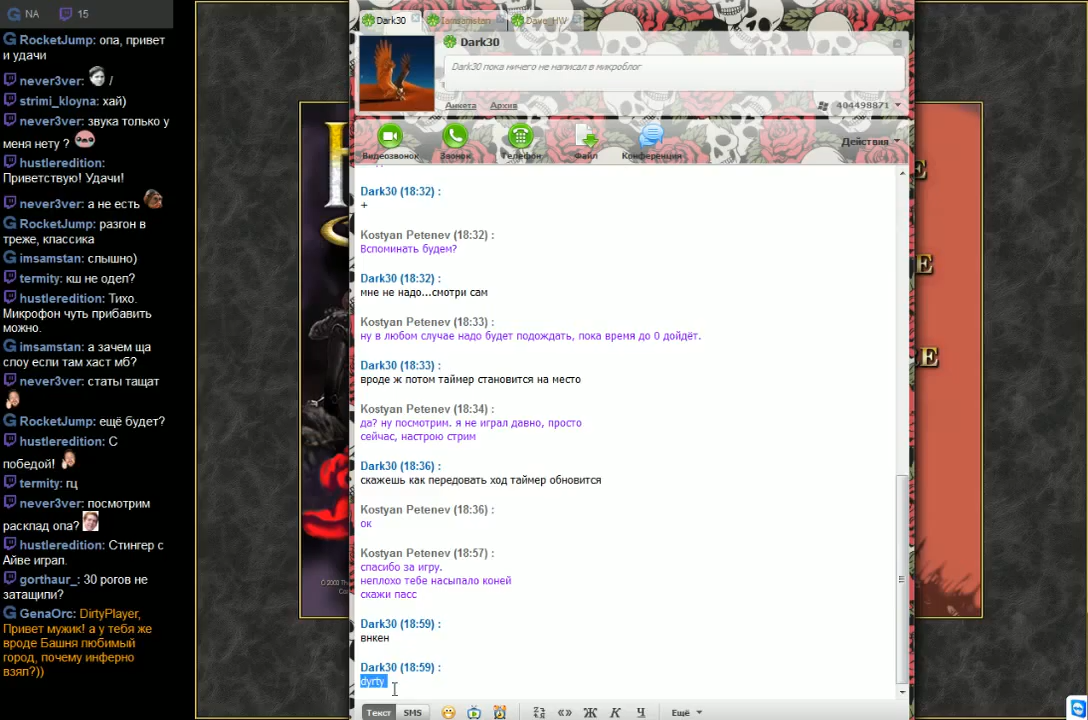 NA 15
RocketJump: опа, привет
и удачи
never3ver: /
strimi_kloyna: хай)
never3ver: звука только у
меня нету ?
hustleredition:
Приветствую! Удачи!
never3ver: а не есть
RocketJump: разгон в
треже, классика
imsamstan: слышно)
termity: кш не одел?
hustleredition: Тихо.
Микрофон чуть прибавить
можно.
imsamstan: а зачем ща
слоу если там хаст мб?
never3ver: статы тащат
RocketJump: ещё будет?
hustleredition: С
победой!
termity: гц
never3ver: посмотрим
расклад опа?
hustleredition: Стингер с
Айве играл.
gorthaur_: 30 рогов не
затащили?
GenaOrc: DirtyPlayer,
Привет мужик! а у тебя же
вроде Башня любимый
город, почему инферно
взял?))
Dark30 Iamsamstan Dave_HW
Dark30
Dark30 пока ничего не написал в микроблог
Анкета Архив 404498871
Видеозвонок Звонок Телефон Файл Конференция Действия
Dark30 (18:32) :
+
Kostyan Petenev (18:32) :
Вспоминать будем?
Dark30 (18:32) :
мне не надо...смотри сам
Kostyan Petenev (18:33) :
ну в любом случае надо будет подождать, пока время до 0 дойдёт.
Dark30 (18:33) :
вроде ж потом таймер становится на место
Kostyan Petenev (18:34) :
да? ну посмотрим. я не играл давно, просто
сейчас, настрою стрим
Dark30 (18:36) :
скажешь как передовать ход таймер обновится
Kostyan Petenev (18:36) :
ок
Kostyan Petenev (18:57) :
спасибо за игру.
неплохо тебе насыпало коней
скажи пасс
Dark30 (18:59) :
внкен
Dark30 (18:59) :
dyrty
Текст SMS Ж К Ч Ещё